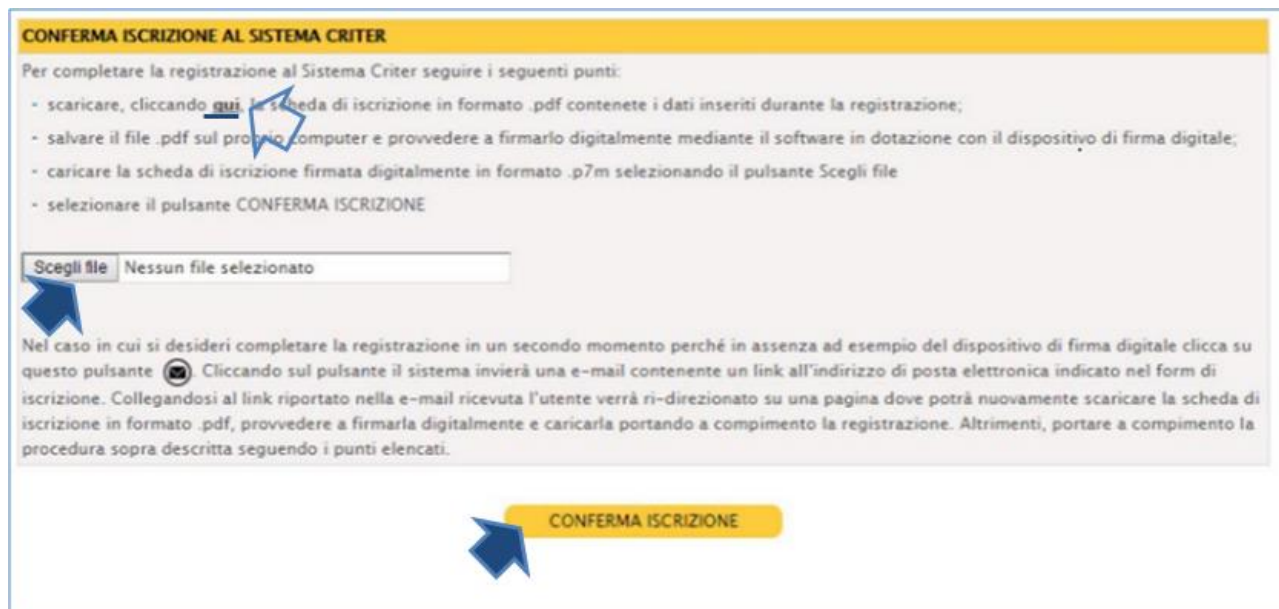 CONFERMA ISCRIZIONE AL SISTEMA CRITER
Per completare la registrazione al Sistema Criter seguire i seguenti punti:
- scaricare, cliccando qui, la scheda di iscrizione in formato .pdf contenete i dati inseriti durante la registrazione;
- salvare il file .pdf sul proprio computer e provvedere a firmarlo digitalmente mediante il software in dotazione con il dispositivo di firma digitale;
- caricare la scheda di iscrizione firmata digitalmente in formato .p7m selezionando il pulsante Scegli file
- selezionare il pulsante CONFERMA ISCRIZIONE
Scegli file Nessun file selezionato
Nel caso in cui si desideri completare la registrazione in un secondo momento perché in assenza ad esempio del dispositivo di firma digitale clicca su
questo pulsante . Cliccando sul pulsante il sistema invierà una e-mail contenente un link all'indirizzo di posta elettronica indicato nel form di
iscrizione. Collegandosi al link riportato nella e-mail ricevuta l'utente verrà ri-direzionato su una pagina dove potrà nuovamente scaricare la scheda di
iscrizione in formato .pdf, provvedere a firmarla digitalmente e caricarla portando a compimento la registrazione. Altrimenti, portare a compimento la
procedura sopra descritta seguendo i punti elencati.
CONFERMA ISCRIZIONE